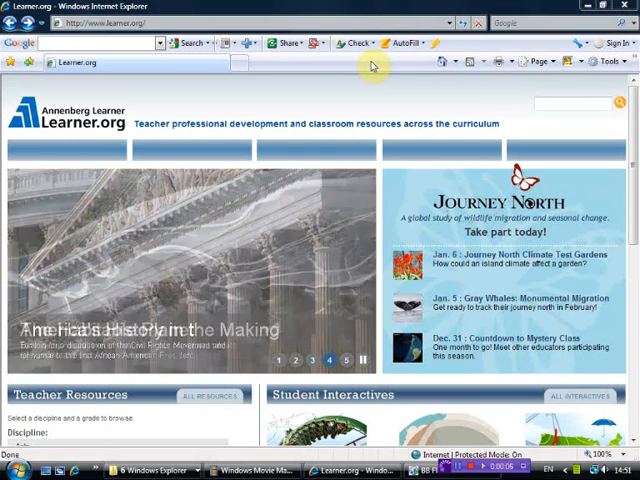 Learner.org - Windows Internet Explorer
http://www.learner.org/
Google
Google
Search
Share
Check
AutoFill
Sign In
Learner.org
Page
Tools
Annenberg Learner
Learner.org
Teacher professional development and classroom resources across the curriculum
JOURNEY NORTH
A global study of wildlife migration and seasonal change.
Take part today!
Jan. 6 : Journey North Climate Test Gardens
How could an island climate affect a garden?
Jan. 5 : Gray Whales: Monumental Migration
Get ready to track their journey north in February!
Dec. 31 : Countdown to Mystery Class
One month to go! Meet other educators participating
this season.
in the Making
1 2 3 4 5
Teacher Resources
ALL RESOURCES
Student Interactives
ALL INTERACTIVES
Select a discipline and a grade to browse.
Discipline:
Done
Internet | Protected Mode: On
100%
6 Windows Explorer
Windows Movie Ma...
Learner.org - Windo...
0:00:06
EN
14:51